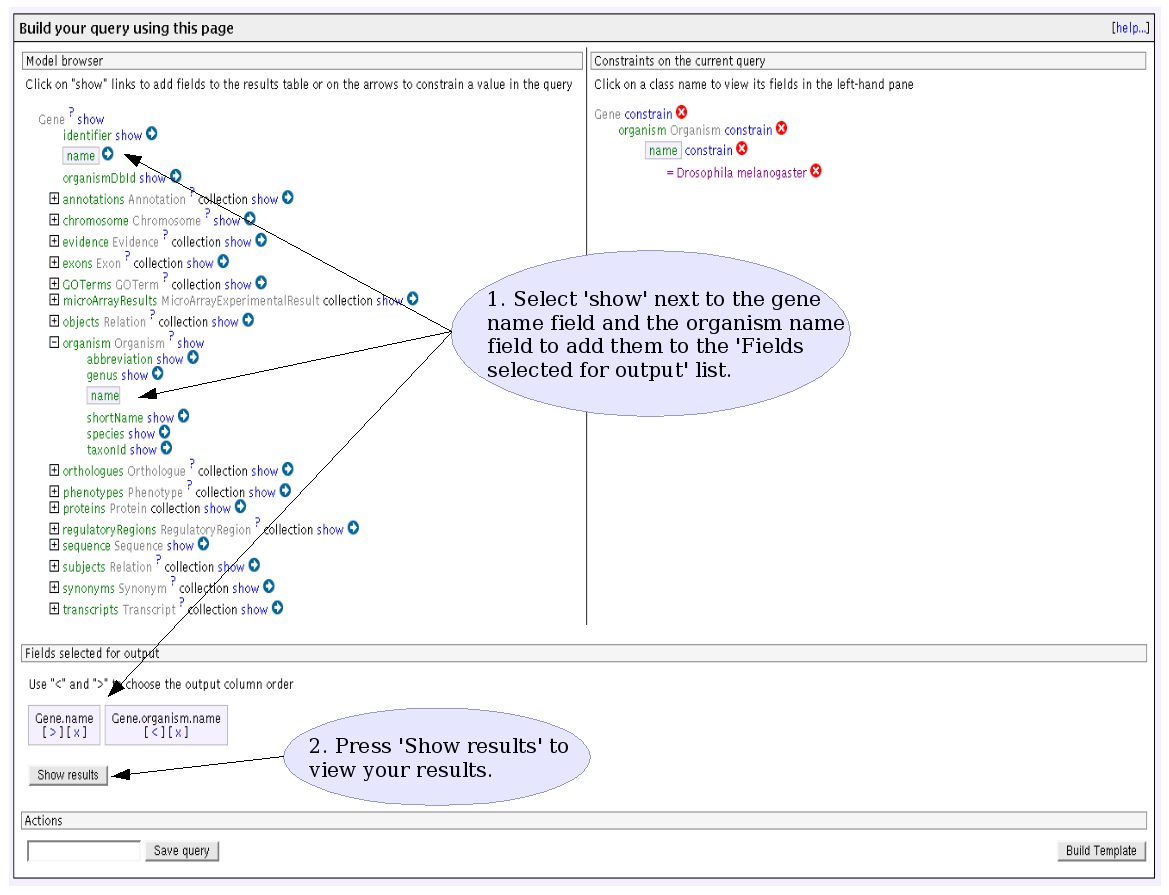 Build your query using this page [help...]
Model browser
Click on "show" links to add fields to the results table or on the arrows to constrain a value in the query
Gene ? show
identifier show
name
organismDbId show
annotations Annotation ? collection show
chromosome Chromosome ? show
evidence Evidence ? collection show
exons Exon ? collection show
GOTerms GOTerm ? collection show
microArrayResults MicroArrayExperimentalResult collection show
objects Relation ? collection show
organism Organism ? show
abbreviation show
genus show
name
shortName show
species show
taxonId show
orthologues Orthologue ? collection show
phenotypes Phenotype ? collection show
proteins Protein collection show
regulatoryRegions RegulatoryRegion ? collection show
sequence Sequence show
subjects Relation ? collection show
synonyms Synonym ? collection show
transcripts Transcript ? collection show
Constraints on the current query
Click on a class name to view its fields in the left-hand pane
Gene constrain
organism Organism constrain
name constrain
= Drosophila melanogaster
1. Select 'show' next to the gene
name field and the organism name
field to add them to the 'Fields
selected for output' list.
Fields selected for output
Use "<" and ">" to choose the output column order
Gene.name
[ > ] [ x ]
Gene.organism.name
[ < ] [ x ]
2. Press 'Show results' to
view your results.
Show results
Actions
Save query
Build Template